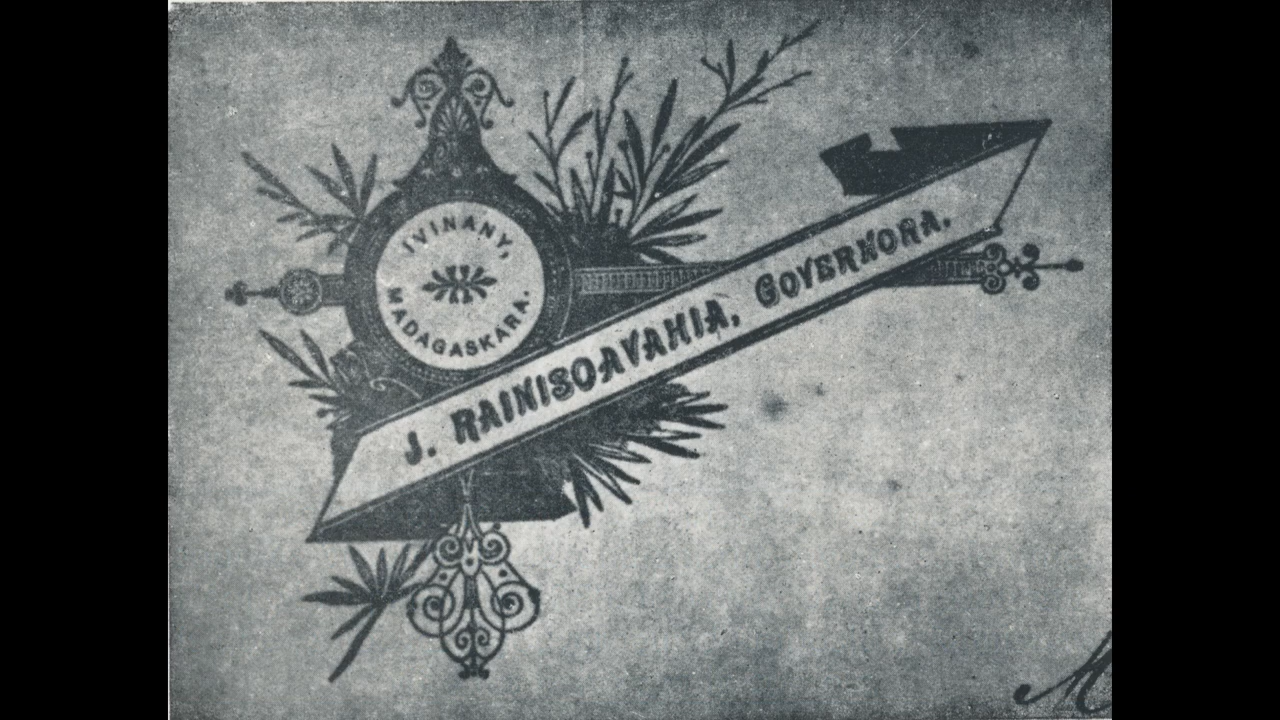 IVINANY,
MADAGASKARA.
J. RAINISOAVAHIA, GOVERNORA.
M